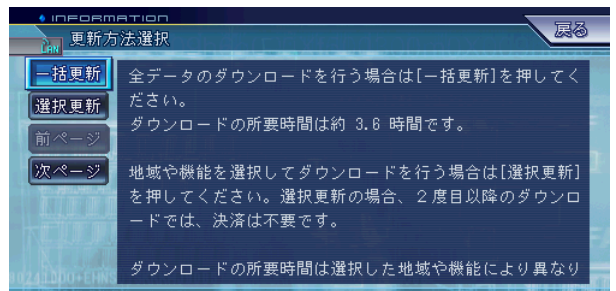 INFORMATION
LAN 更新方法選択
戻る
一括更新
選択更新
前ページ
次ページ
全データのダウンロードを行う場合は[一括更新]を押してく
ださい。
ダウンロードの所要時間は約 3.6 時間です。
地域や機能を選択してダウンロードを行う場合は[選択更新]
を押してください。選択更新の場合、２度目以降のダウンロ
ードでは、決済は不要です。
ダウンロードの所要時間は選択した地域や機能により異なり